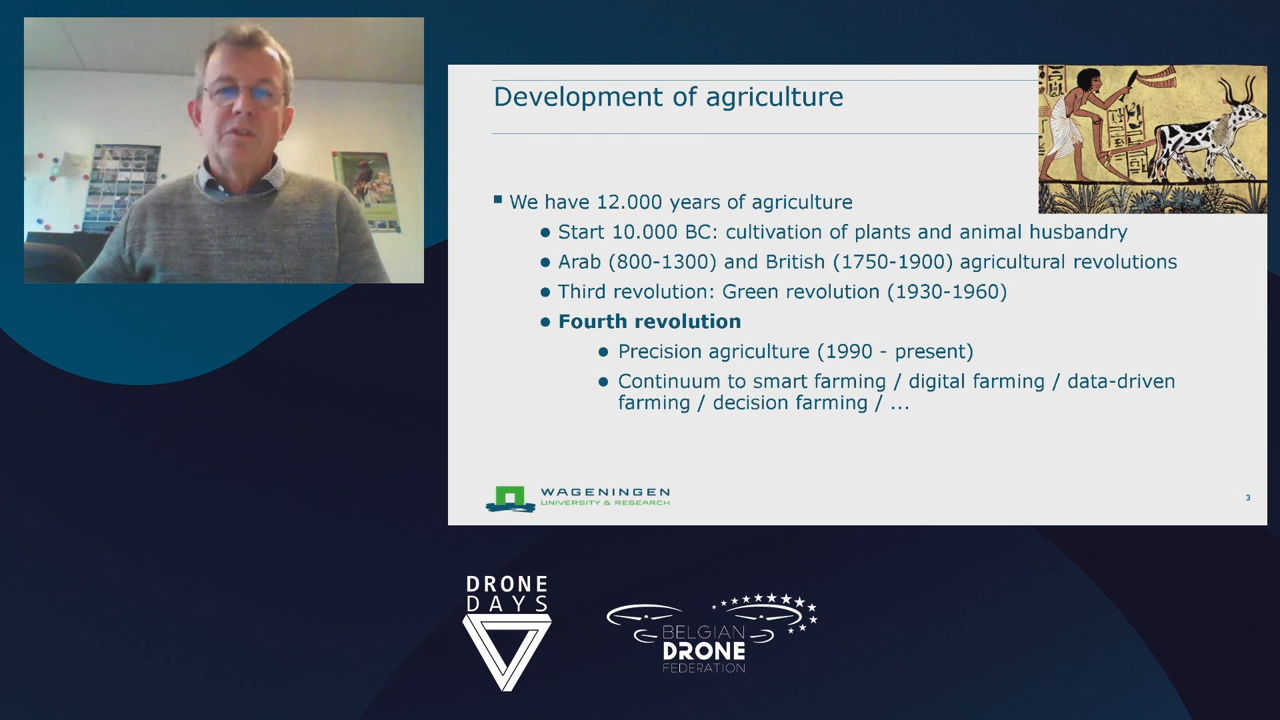 Development of agriculture
We have 12.000 years of agriculture
Start 10.000 BC: cultivation of plants and animal husbandry
Arab (800-1300) and British (1750-1900) agricultural revolutions
Third revolution: Green revolution (1930-1960)
Fourth revolution
Precision agriculture (1990 - present)
Continuum to smart farming / digital farming / data-driven
farming / decision farming / ...
WAGENINGEN
UNIVERSITY & RESEARCH
3
DRONE
DAYS
BELGIAN
DRONE
FEDERATION